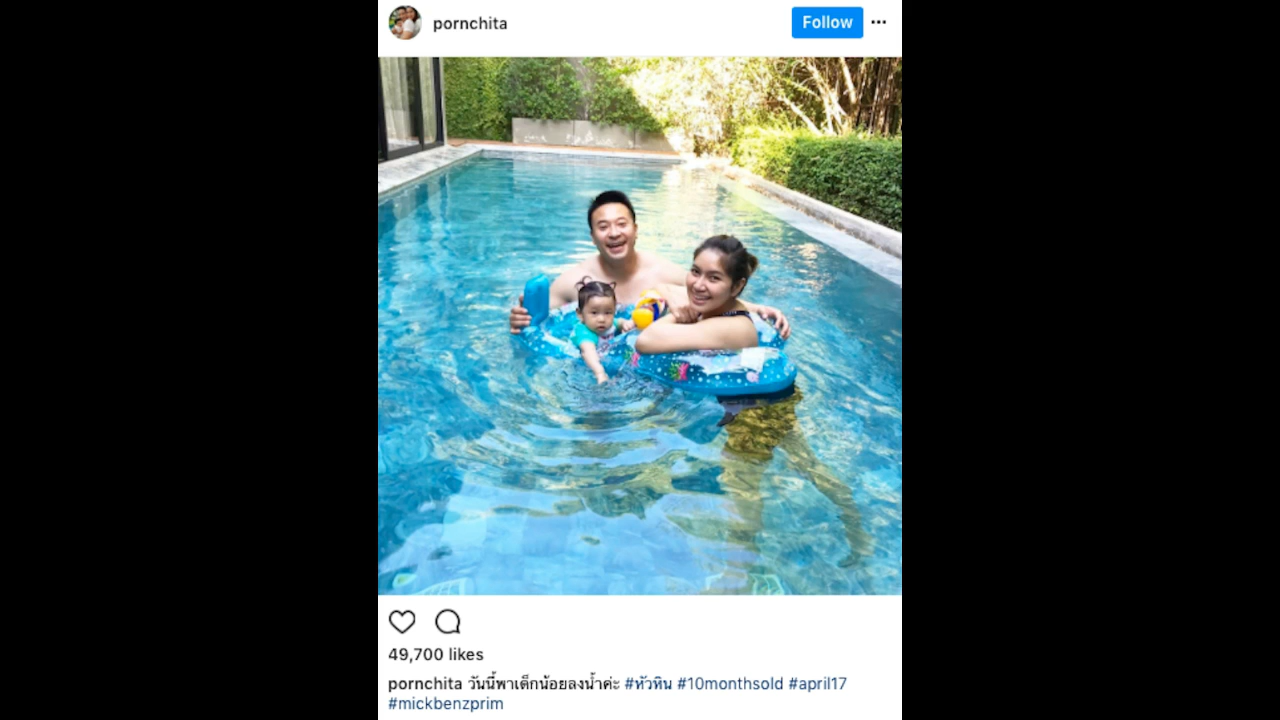 pornchita
Follow
49,700 likes
pornchita วันนี้พาเด็กน้อยลงน้ำค่ะ #หัวหิน #10monthsold #april17
#mickbenzprim